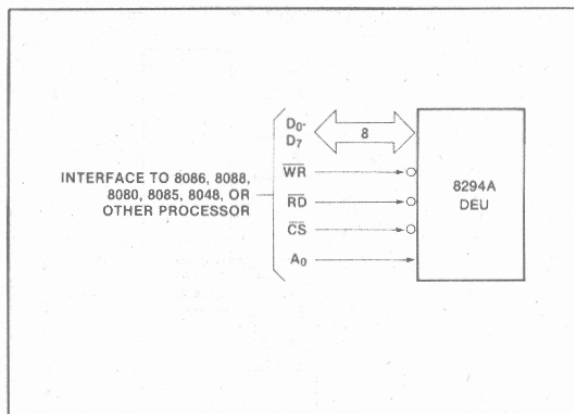 D0-
D7
8
WR
INTERFACE TO 8086, 8088,
8080, 8085, 8048, OR
OTHER PROCESSOR
RD
CS
A0
8294A
DEU